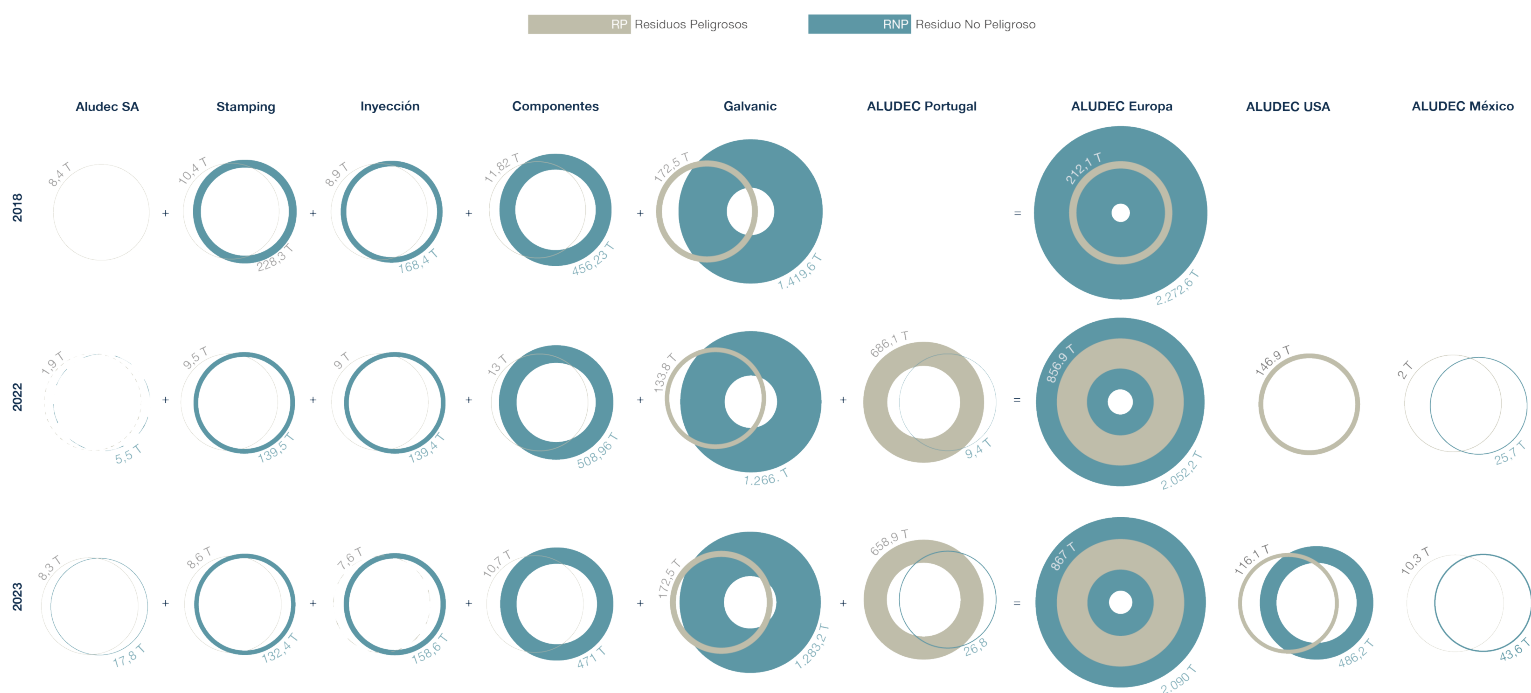 RP Residuos Peligrosos
RNP Residuo No Peligroso
Aludec SA
Stamping
Inyección
Componentes
Galvanic
ALUDEC Portugal
ALUDEC Europa
ALUDEC USA
ALUDEC México
2018
8,4 T
+
10,4 T
228,3 T
+
8,9 T
168,4 T
+
11,82 T
456,23 T
+
172,5 T
1.419,6 T
=
212,1 T
2.272,6 T
2022
1,9 T
5,5 T
+
9,5 T
139,5 T
+
9 T
139,4 T
+
13 T
508,96 T
+
133,8 T
1.266. T
+
686,1 T
9,4 T
=
856,9 T
2.052,2 T
146,9 T
2 T
25,7 T
2023
8,3 T
17,8 T
+
8,6 T
132,4 T
+
7,6 T
158,6 T
+
10,7 T
471 T
+
172,5 T
1.283,2 T
+
658,9 T
26,8
=
867 T
2.090 T
116,1 T
486,2 T
10,3 T
43,6 T